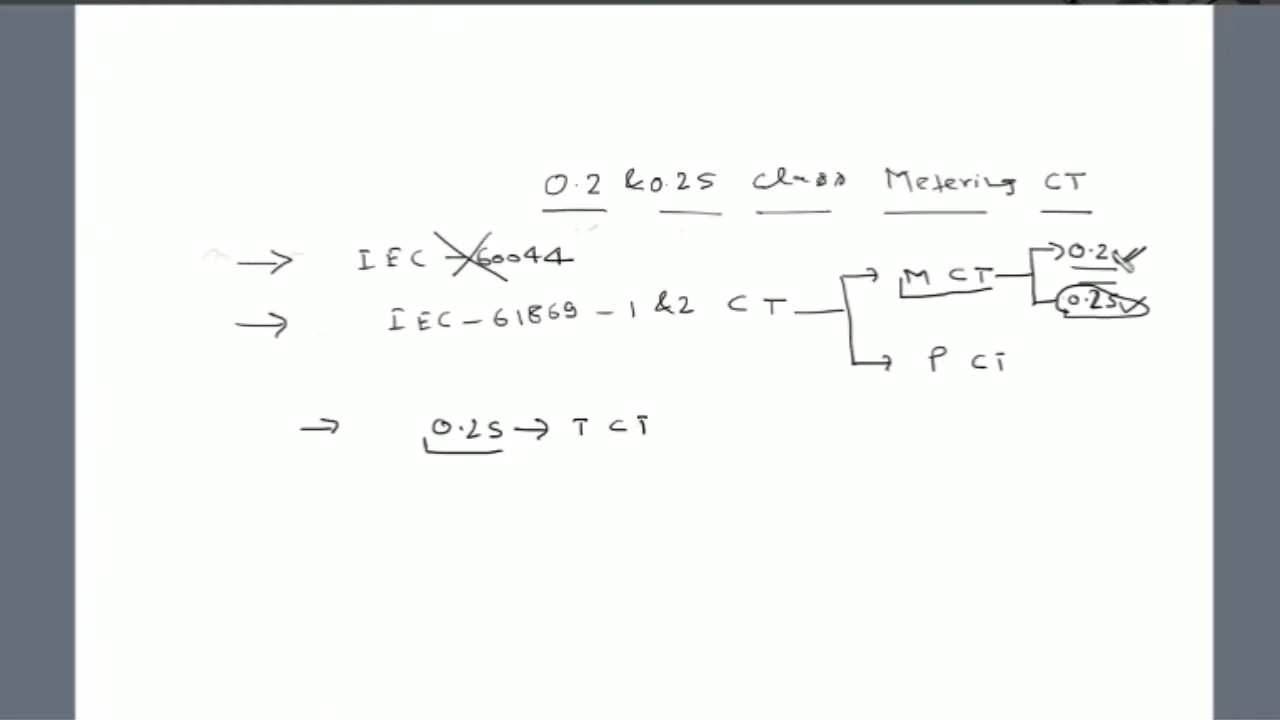 0.2 & 0.2S Class Metering CT
→ IEC - 60044
→ IEC - 61869 - 1 & 2 CT
M CT
0.2 ✓
0.2S ✓
P CT
→ 0.2S → T CT